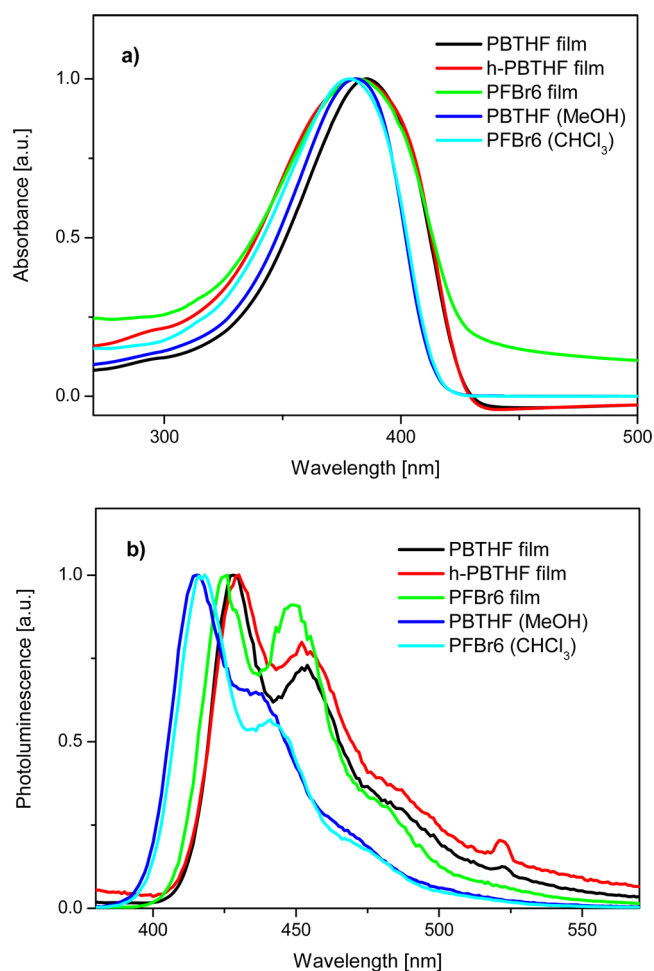 a)
PBTHF film
h-PBTHF film
PFBr6 film
PBTHF (MeOH)
PFBr6 (CHCl₃)
1.0
0.5
0.0
Absorbance [a.u.]
300
400
500
Wavelength [nm]
b)
PBTHF film
h-PBTHF film
PFBr6 film
PBTHF (MeOH)
PFBr6 (CHCl₃)
1.0
0.5
0.0
Photoluminescence [a.u.]
400
450
500
550
Wavelength [nm]